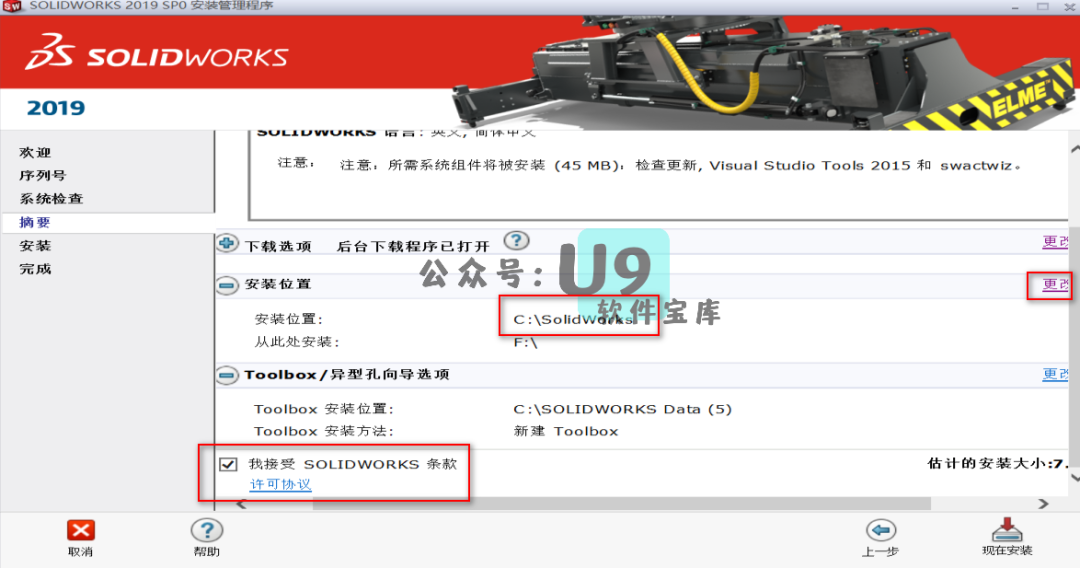 SOLIDWORKS 2019 SP0 安装管理程序
SOLIDWORKS
ELME
2019
欢迎
序列号
系统检查
摘要
安装
完成
SOLIDWORKS 语言: 英文, 简体中文
注意: 注意: 所需系统组件将被安装 (45 MB): 检查更新, Visual Studio Tools 2015 和 swactwiz。
下载选项 后台下载程序已打开 ? 更改
公众号: U9
软件宝库
安装位置 更改
安装位置: C:\SolidWorks
从此处安装: F:\
Toolbox/异型孔向导选项 更改
Toolbox 安装位置: C:\SOLIDWORKS Data (5)
Toolbox 安装方法: 新建 Toolbox
我接受 SOLIDWORKS 条款 估计的安装大小:7.
许可协议
取消 帮助 上一步 现在安装